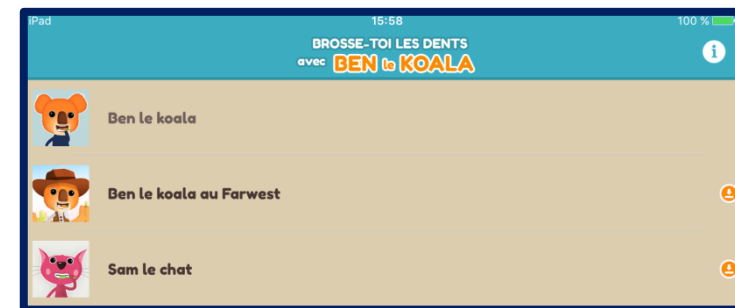 iPad 15:58 100 %
BROSSE-TOI LES DENTS
avec BEN le KOALA
i
Ben le koala
Ben le koala au Farwest
Sam le chat